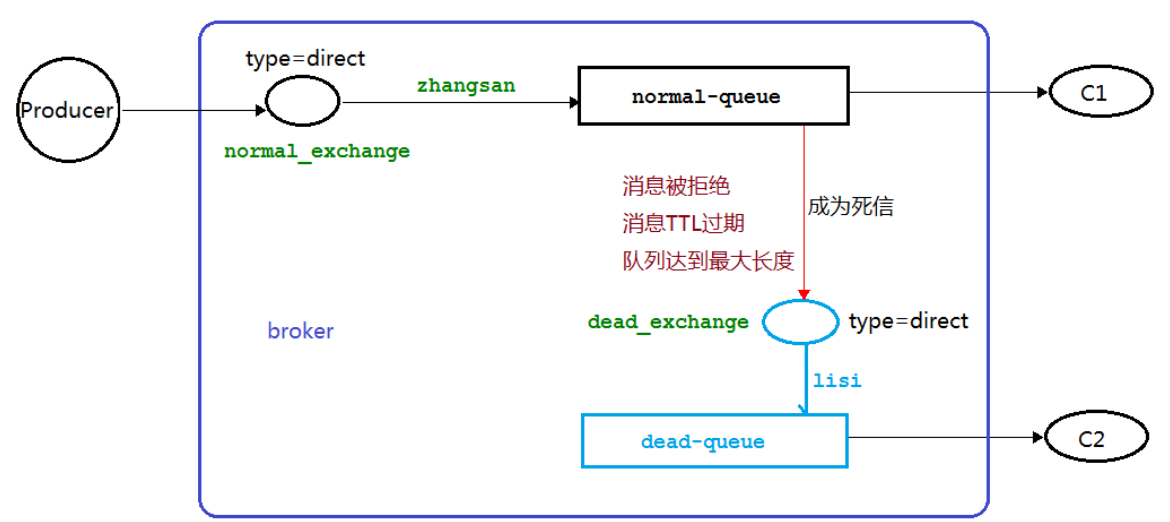 type=direct
Producer
zhangsan
normal-queue
C1
normal_exchange
消息被拒绝
消息TTL过期
队列达到最大长度
成为死信
broker
dead_exchange
type=direct
lisi
dead-queue
C2